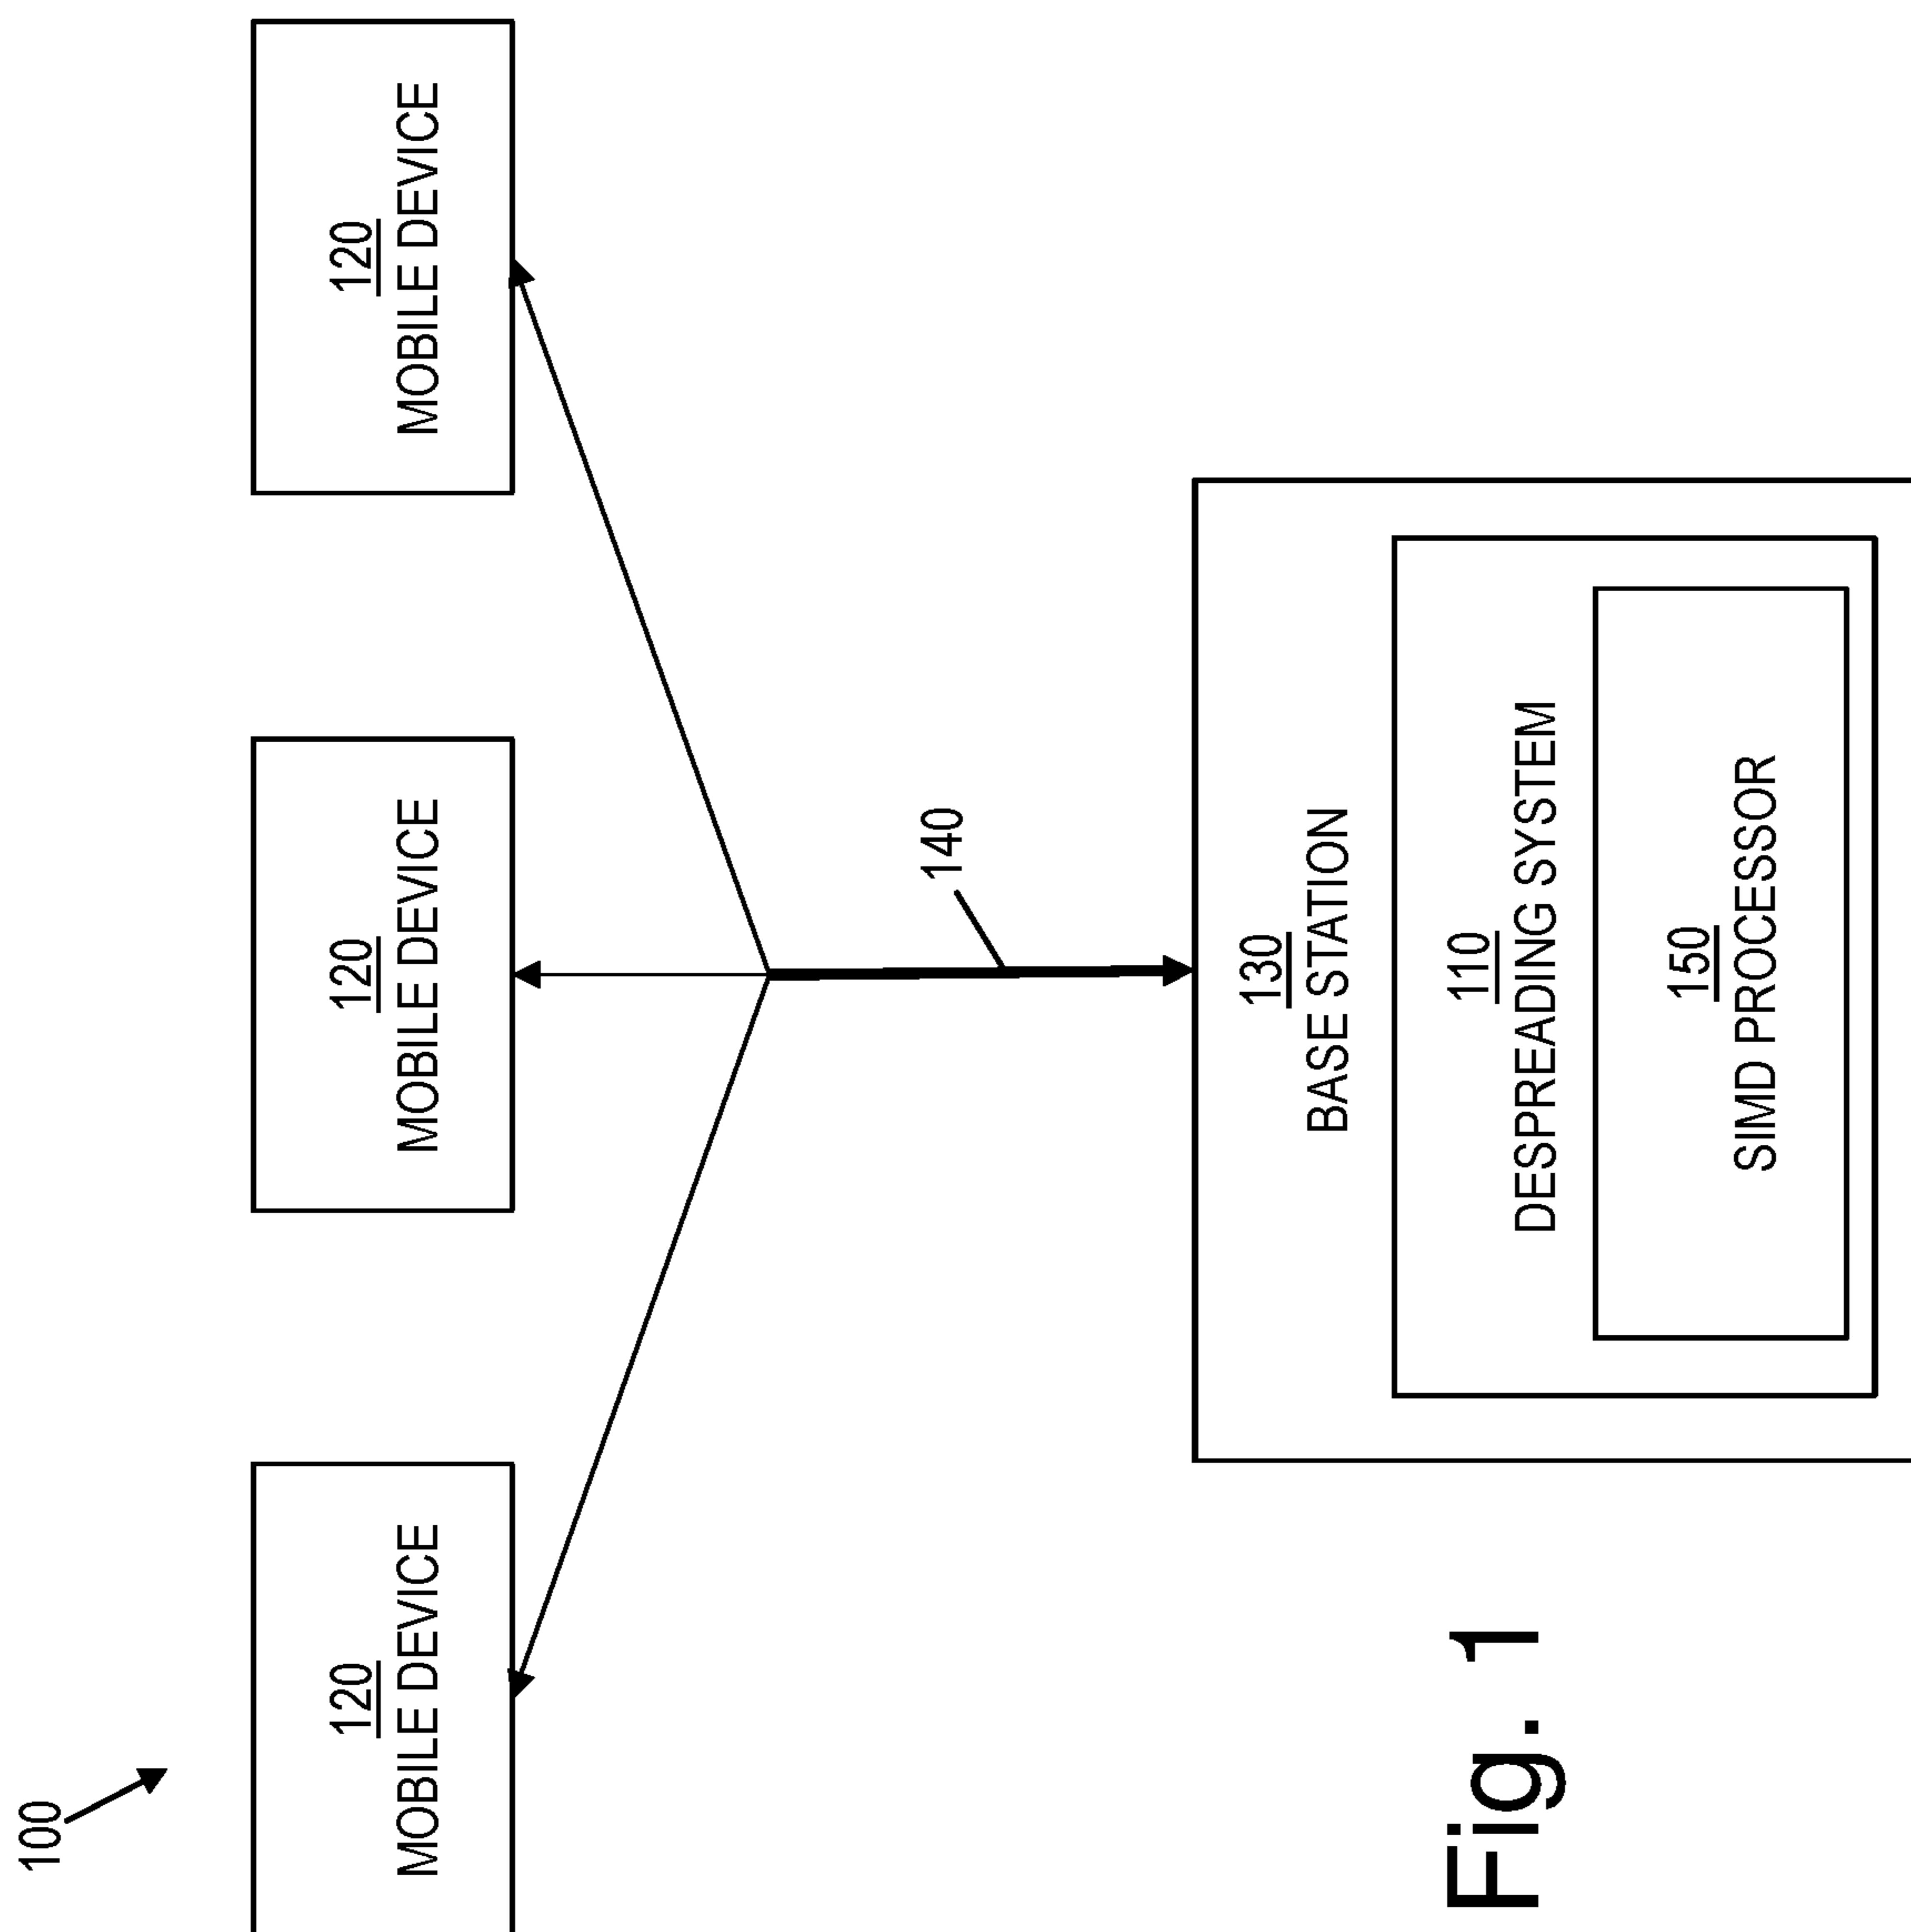 100
120
MOBILE DEVICE
120
MOBILE DEVICE
120
MOBILE DEVICE
140
130
BASE STATION
110
DESPREADING SYSTEM
150
SIMD PROCESSOR
Fig. 1